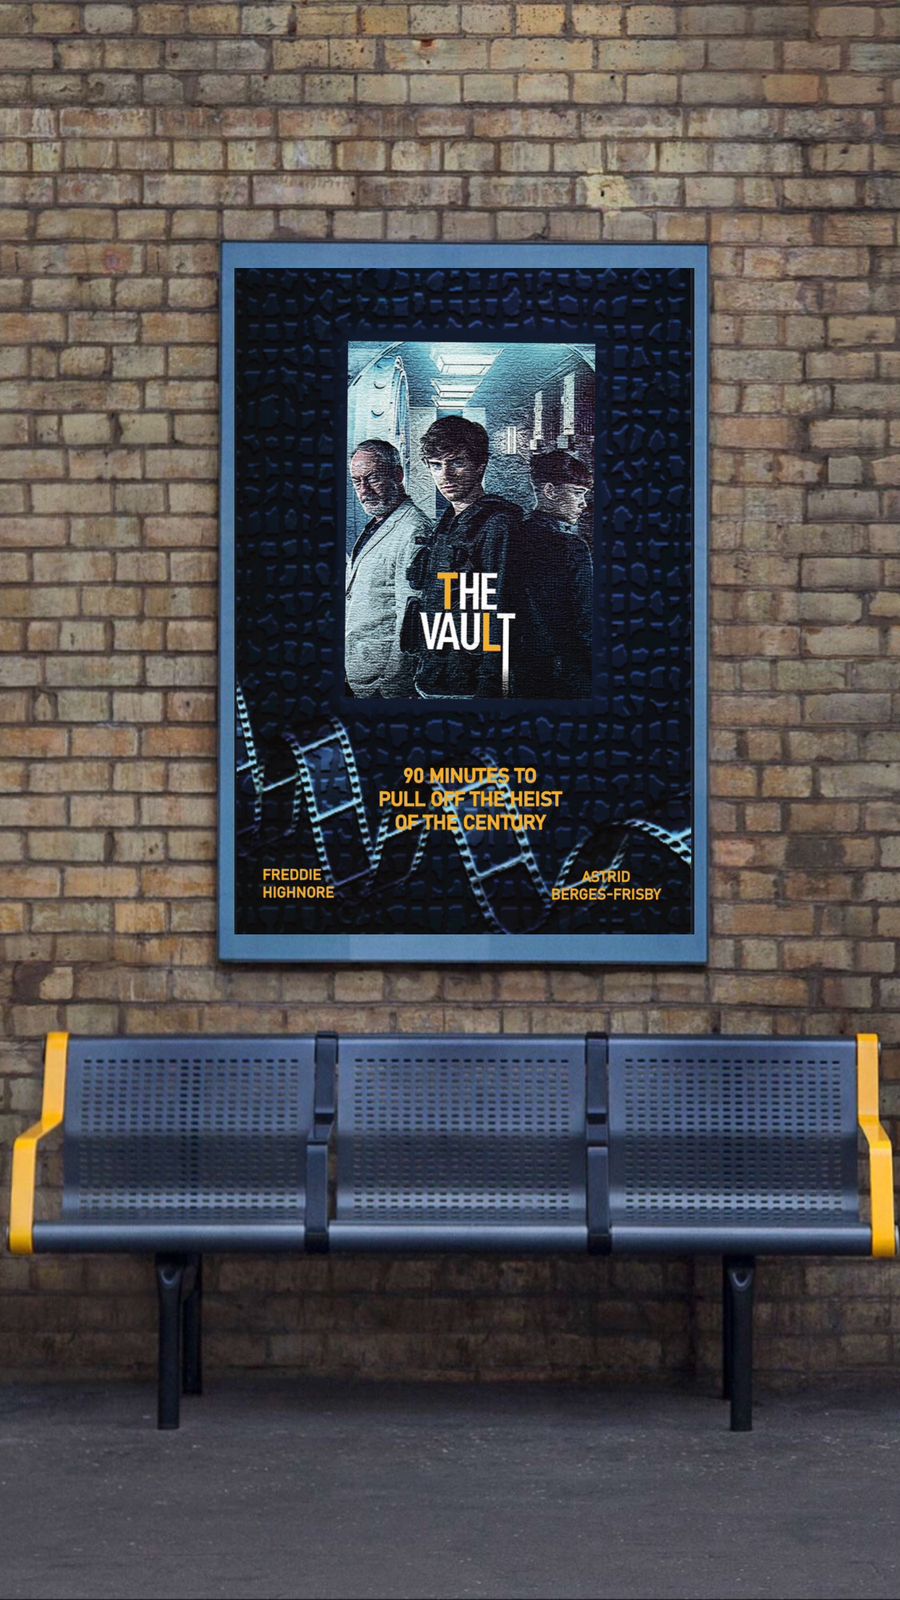 THE
VAULT
90 MINUTES TO
PULL OFF THE HEIST
OF THE CENTURY
FREDDIE
HIGHNORE
ASTRID
BERGES-FRISBY